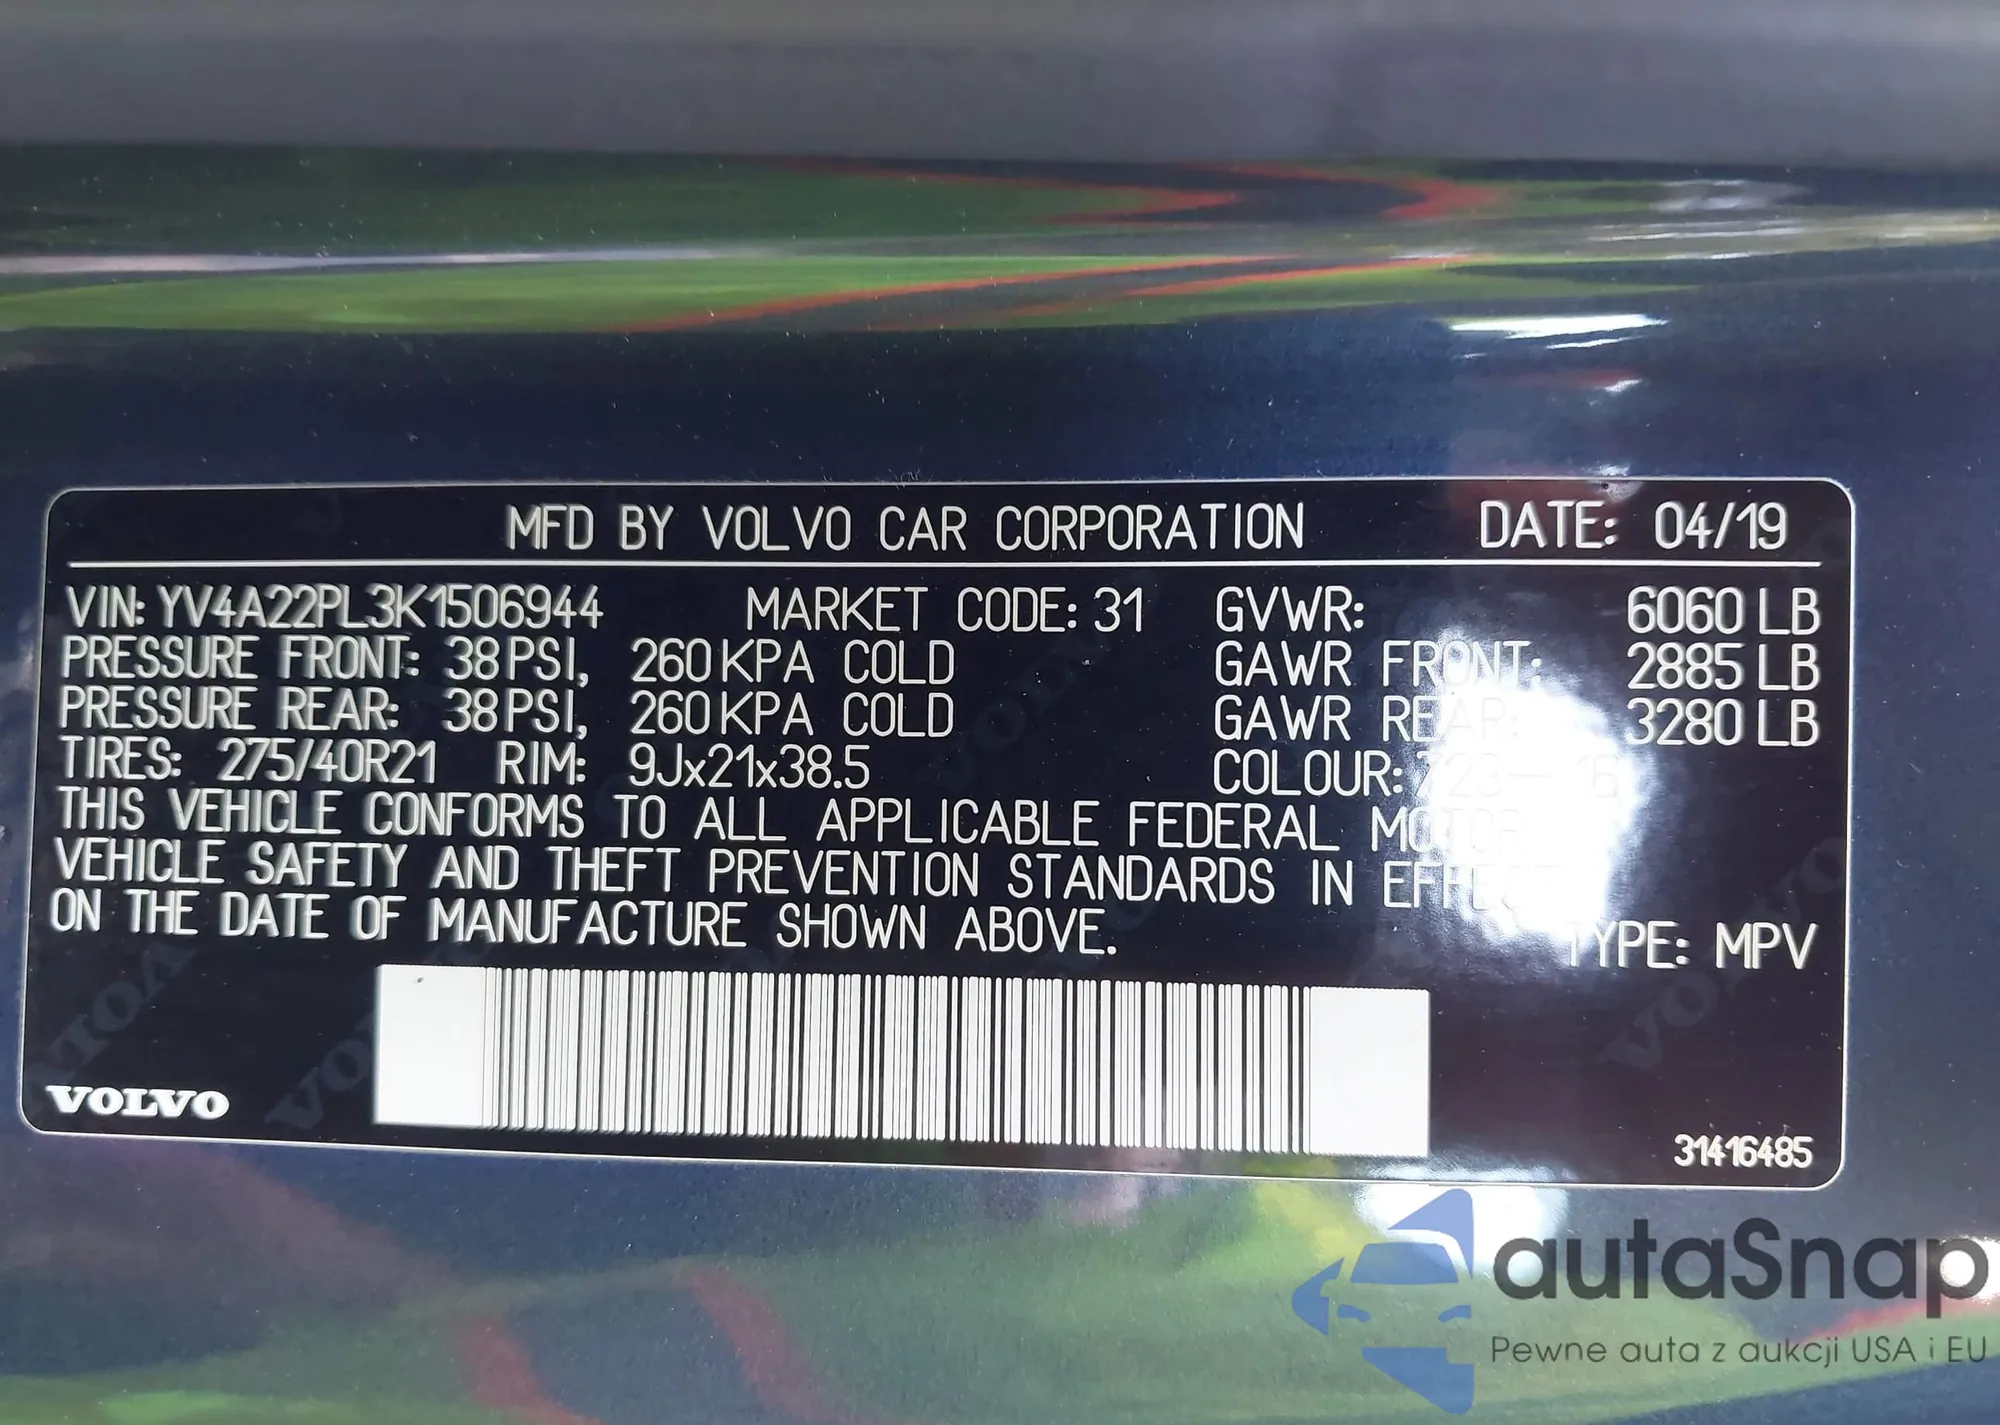 MFD BY VOLVO CAR CORPORATION DATE: 04/19
VIN: YV4A22PL3K1506944 MARKET CODE: 31 GVWR: 6060 LB
PRESSURE FRONT: 38 PSI, 260 KPA COLD GAWR FRONT: 2885 LB
PRESSURE REAR: 38 PSI, 260 KPA COLD GAWR REAR: 3280 LB
TIRES: 275/40R21 RIM: 9Jx21x38.5 COLOUR: 723-16
THIS VEHICLE CONFORMS TO ALL APPLICABLE FEDERAL MOTOR
VEHICLE SAFETY AND THEFT PREVENTION STANDARDS IN EFFECT
ON THE DATE OF MANUFACTURE SHOWN ABOVE.
TYPE: MPV
VOLVO
31416485
autaSnap
Pewne auta z aukcji USA i EU